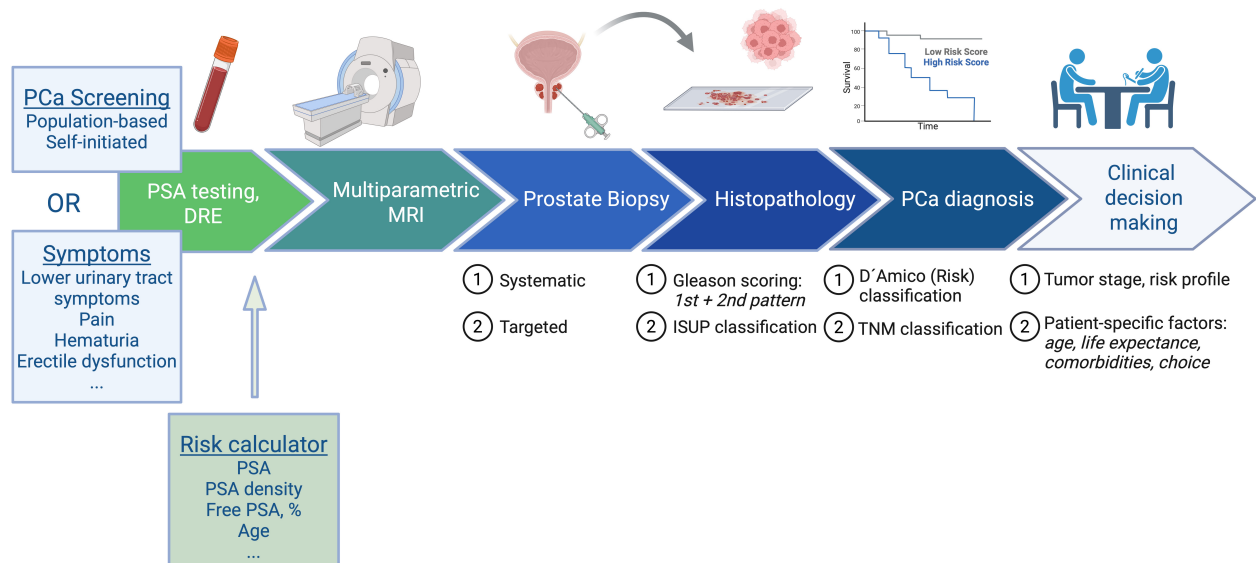 PCa Screening
Population-based
Self-initiated
OR
Symptoms
Lower urinary tract
symptoms
Pain
Hematuria
Erectile dysfunction
...
PSA testing,
DRE
Risk calculator
PSA
PSA density
Free PSA, %
Age
...
Multiparametric
MRI
Prostate Biopsy
1 Systematic
2 Targeted
Histopathology
1 Gleason scoring:
1st + 2nd pattern
2 ISUP classification
Survival
100
80
60
40
20
0
Low Risk Score
High Risk Score
Time
PCa diagnosis
1 D´Amico (Risk)
classification
2 TNM classification
Clinical
decision
making
1 Tumor stage, risk profile
2 Patient-specific factors:
age, life expectance,
comorbidities, choice